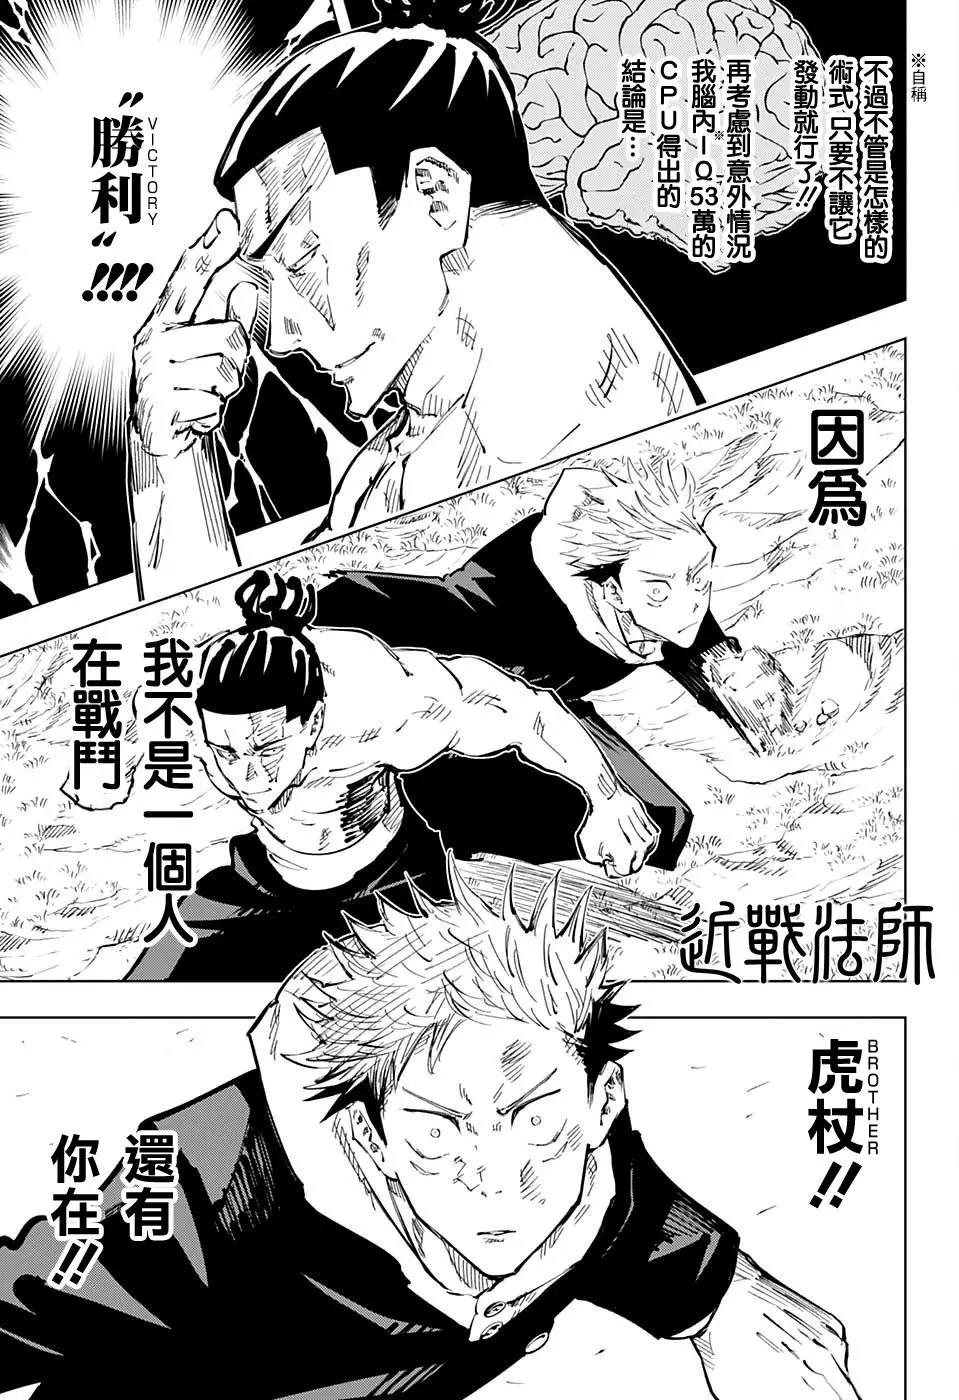 ※自稱
不過不管是怎樣的
術式只要不讓它
發動就行了!!
再考慮到意外情況
我腦內※IQ53萬的
CPU得出的
結論是…
VICTORY
“勝利”!!!!
因爲
我不是一個人
在戰鬥
近戰法師
BROTHER
虎杖!!
還有
你在!!